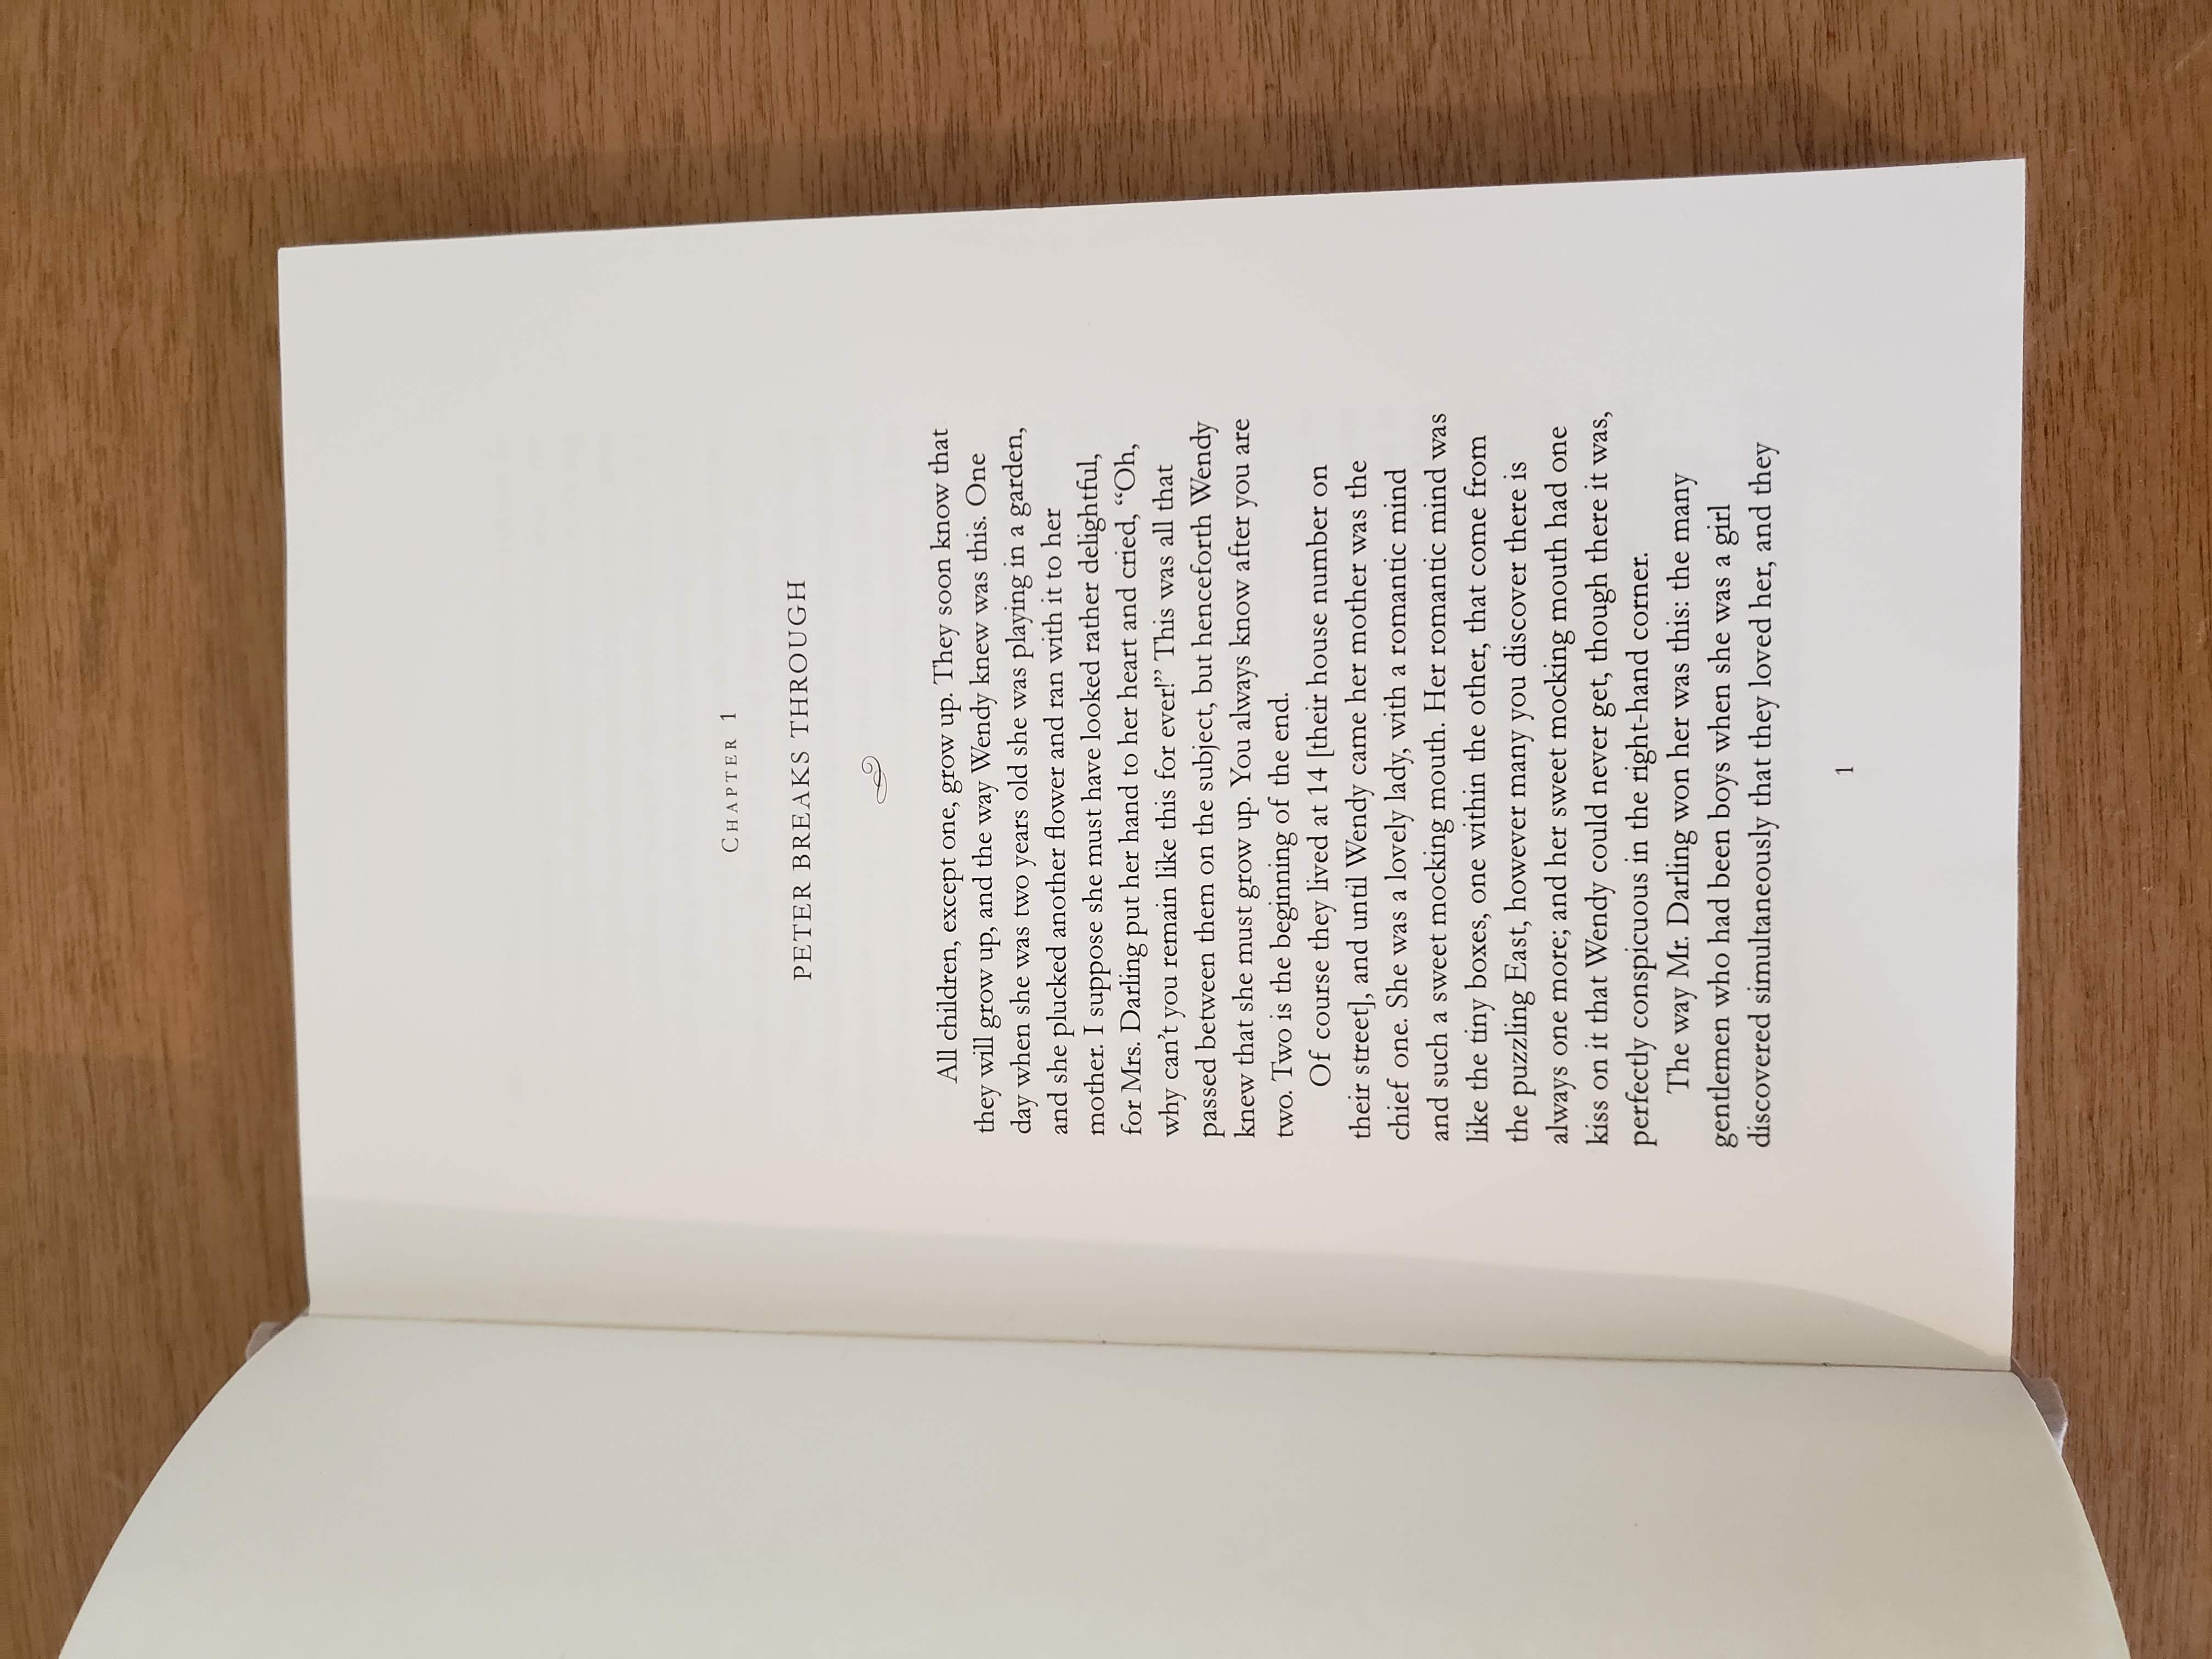 CHAPTER 1
PETER BREAKS THROUGH
All children, except one, grow up. They soon know that
they will grow up, and the way Wendy knew was this. One
day when she was two years old she was playing in a garden,
and she plucked another flower and ran with it to her
mother. I suppose she must have looked rather delightful,
for Mrs. Darling put her hand to her heart and cried, “Oh,
why can’t you remain like this for ever!” This was all that
passed between them on the subject, but henceforth Wendy
knew that she must grow up. You always know after you are
two. Two is the beginning of the end.
Of course they lived at 14 [their house number on
their street], and until Wendy came her mother was the
chief one. She was a lovely lady, with a romantic mind
and such a sweet mocking mouth. Her romantic mind was
like the tiny boxes, one within the other, that come from
the puzzling East, however many you discover there is
always one more; and her sweet mocking mouth had one
kiss on it that Wendy could never get, though there it was,
perfectly conspicuous in the right-hand corner.
The way Mr. Darling won her was this: the many
gentlemen who had been boys when she was a girl
discovered simultaneously that they loved her, and they
1